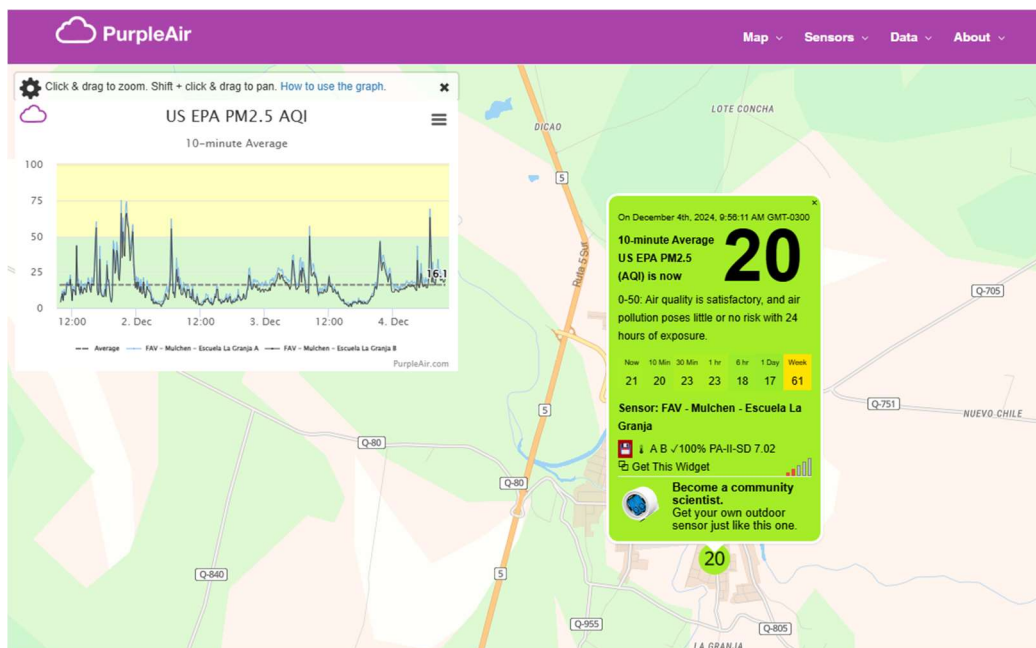 PurpleAir
Map
Sensors
Data
About
Click & drag to zoom. Shift + click & drag to pan. How to use the graph.
US EPA PM2.5 AQI
10-minute Average
100
75
50
25
0
16.1
12:00 2. Dec 12:00 3. Dec 12:00 4. Dec
Average FAV - Mulchen - Escuela La Granja A FAV - Mulchen - Escuela La Granja B
PurpleAir.com
LOTE CONCHA
DICAO
5
Ruta 5 Sur
Q-705
On December 4th, 2024, 9:56:11 AM GMT-0300
10-minute Average
US EPA PM2.5
(AQI) is now
20
0-50: Air quality is satisfactory, and air
pollution poses little or no risk with 24
hours of exposure.
Now 10 Min 30 Min 1 hr 6 hr 1 Day Week
21 20 23 23 18 17 61
Sensor: FAV - Mulchen - Escuela La
Granja
A B ✓100% PA-II-SD 7.02
Get This Widget
Become a community
scientist.
Get your own outdoor
sensor just like this one.
20
5
Q-751
NUEVO CHILE
Q-80
Q-80
Q-840
5
Q-955
Q-805
LA GRANJA